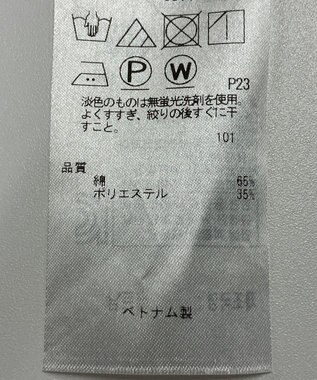 P W P23
淡色のものは無蛍光洗剤を使用。
よくすすぎ、絞りの後すぐに干
すこと。
101
品質
綿 65%
ポリエステル 35%
ベトナム製